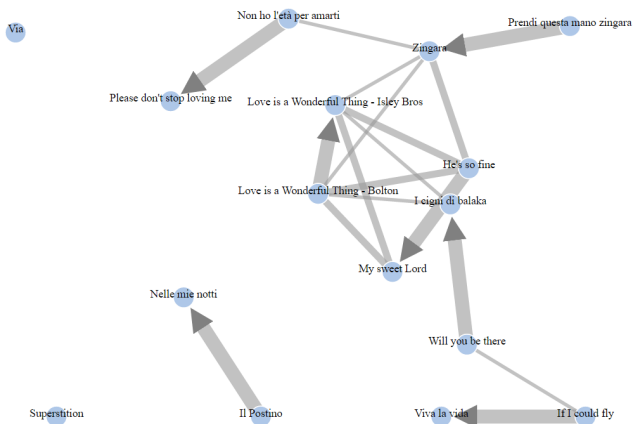 Non ho l'età per amarti
Prendi questa mano zingara
Via
Zingara
Please don't stop loving me
Love is a Wonderful Thing - Isley Bros
He's so fine
Love is a Wonderful Thing - Bolton
I cigni di balaka
My sweet Lord
Nelle mie notti
Will you be there
Superstition
Il Postino
Viva la vida
If I could fly